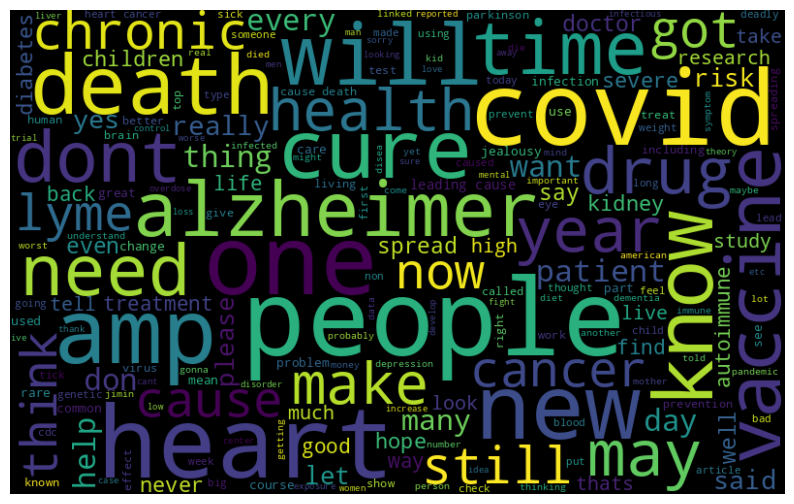 liver heart cancer sick every parkinson linked reported infectious deadly
chronic someone man got doctor take
real sorry made using
children died looking kid research
diabetes death will time love away die
men test today infection severe risk spreading
top cause death covid
human yes better type really health prevent treat use symptom
trial brain care
control infected might yet disea cure weight including theory
dont worse thing sure caused jealousy want drug mind
back great life living leading cause say mental important long maybe
overdose first come kidney eye lead
lyme loss give alzheimer year
worst understand even change spread high study
need one non now patient american etc
going tell treatment called thought part feel dementia lot
used data diet find live autoimmune immune see
ive thank amp please people fight right work child told know vaccine
virus probably develop another pandemic
tick don problem money cancer
think gonna mean depression make mother prevention
rare cant disorder
genetic jimin cause increase many look blood day bad
common low much
cdc heart good hope number still idea put may well
help effect week center getting way check person thinking article
known case never big exposure let course women show thats said